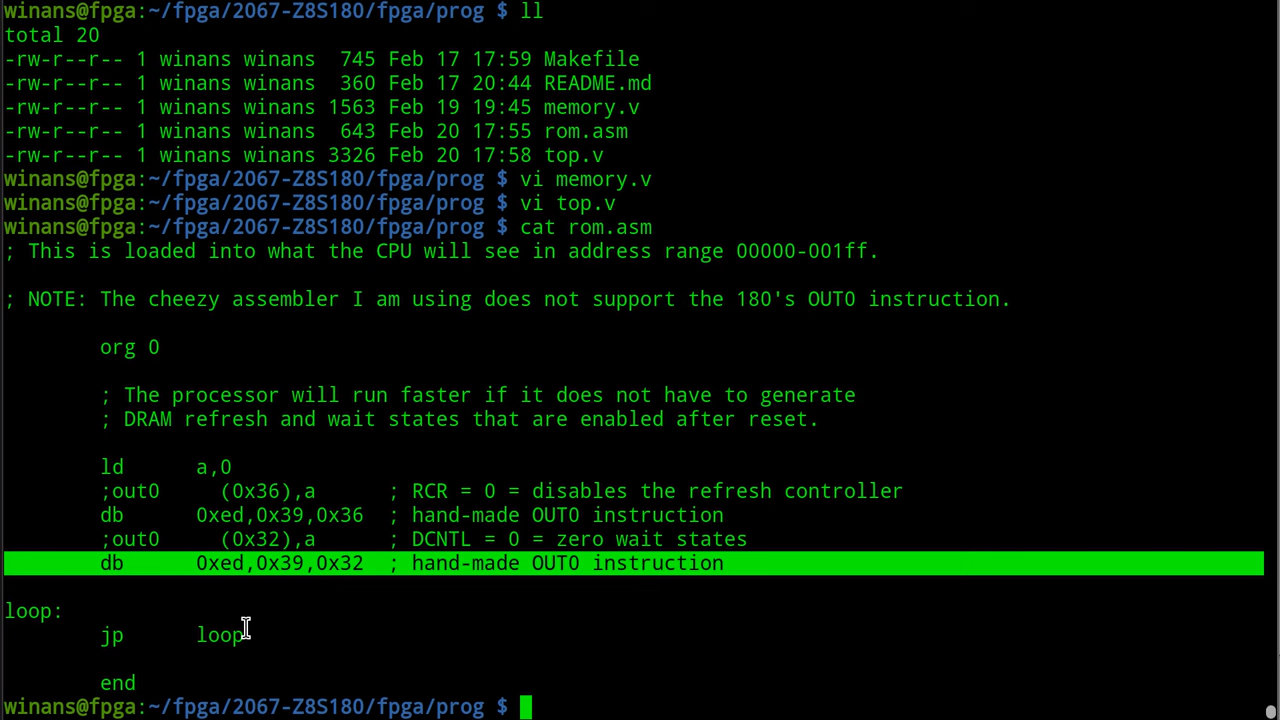 winans@fpga:~/fpga/2067-Z8S180/fpga/prog $ ll
total 20
-rw-r--r-- 1 winans winans  745 Feb 17 17:59 Makefile
-rw-r--r-- 1 winans winans  360 Feb 17 20:44 README.md
-rw-r--r-- 1 winans winans 1563 Feb 19 19:45 memory.v
-rw-r--r-- 1 winans winans  643 Feb 20 17:55 rom.asm
-rw-r--r-- 1 winans winans 3326 Feb 20 17:58 top.v
winans@fpga:~/fpga/2067-Z8S180/fpga/prog $ vi memory.v
winans@fpga:~/fpga/2067-Z8S180/fpga/prog $ vi top.v
winans@fpga:~/fpga/2067-Z8S180/fpga/prog $ cat rom.asm
; This is loaded into what the CPU will see in address range 00000-001ff.
; NOTE: The cheezy assembler I am using does not support the 180's OUT0 instruction.
        org 0
        ; The processor will run faster if it does not have to generate
        ; DRAM refresh and wait states that are enabled after reset.
        ld      a,0
        ;out0     (0x36),a      ; RCR = 0 = disables the refresh controller
        db      0xed,0x39,0x36  ; hand-made OUT0 instruction
        ;out0     (0x32),a      ; DCNTL = 0 = zero wait states
        db      0xed,0x39,0x32  ; hand-made OUT0 instruction
loop:
        jp      loop
        end
winans@fpga:~/fpga/2067-Z8S180/fpga/prog $